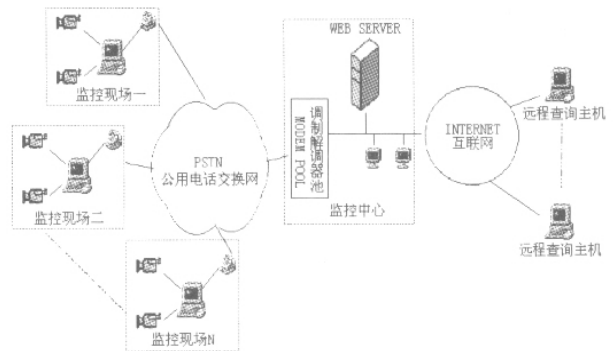 WEB SERVER
监控现场一
调制解调器池
MODEM POOL
监控中心
PSTN
公用电话交换网
INTERNET
互联网
远程查询主机
监控现场二
远程查询主机
监控现场N